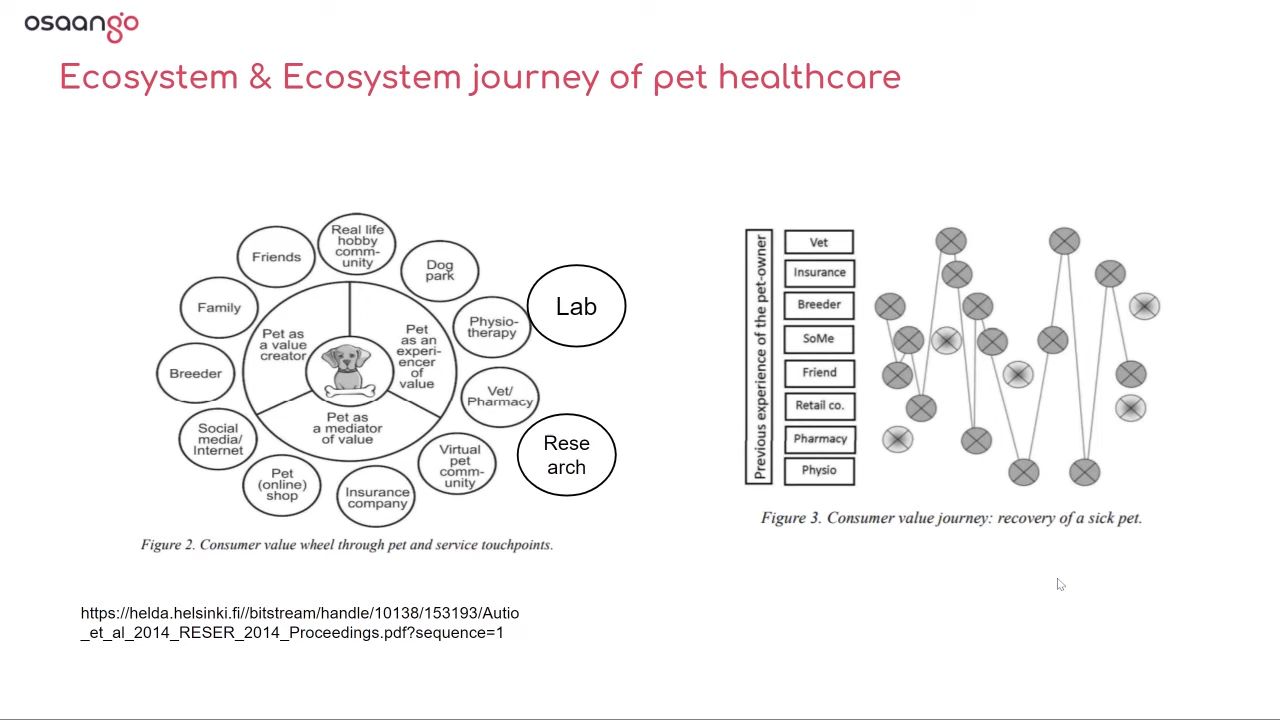 osaango
Ecosystem & Ecosystem journey of pet healthcare
Real life
hobby
comm-
unity
Friends
Dog
park
Lab
Family
Physio-
therapy
Pet as
a value
creator
Pet
as an
experi-
encer
of
value
Breeder
Vet/
Pharmacy
Pet as
a mediator
of value
Social
media/
Internet
Rese
arch
Virtual
pet
comm-
unity
Pet
(online)
shop
Insurance
company
Figure 2. Consumer value wheel through pet and service touchpoints.
Previous experience of the pet-owner
Vet
Insurance
Breeder
SoMe
Friend
Retail co.
Pharmacy
Physio
Figure 3. Consumer value journey: recovery of a sick pet.
https://helda.helsinki.fi//bitstream/handle/10138/153193/Autio
_et_al_2014_RESER_2014_Proceedings.pdf?sequence=1